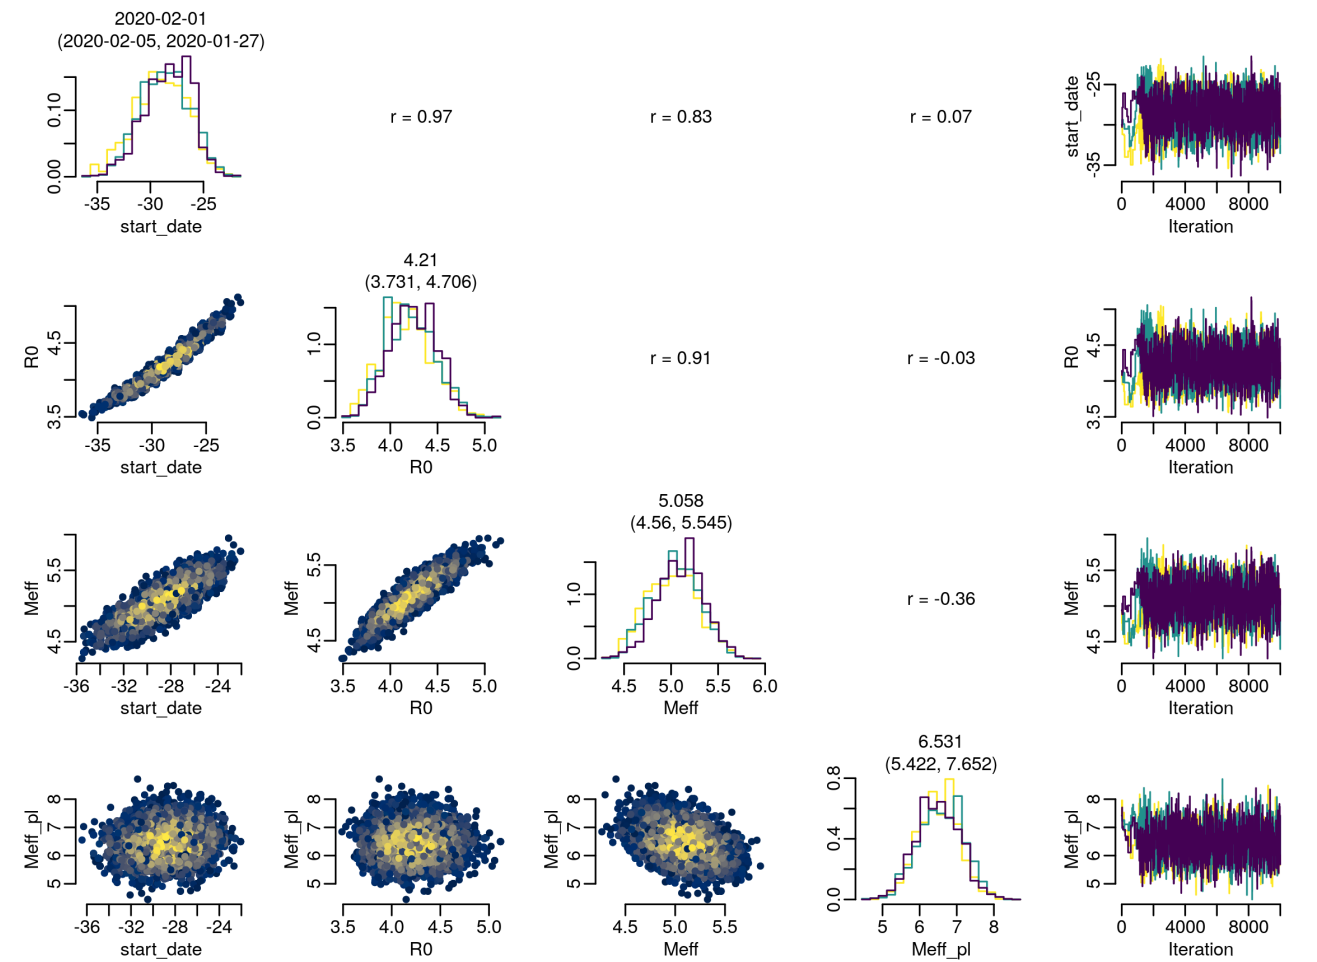 2020-02-01
(2020-02-05, 2020-01-27)
0.00 0.10
-35 -30 -25
start_date
r = 0.97
r = 0.83
r = 0.07
start_date
-35 -25
0 4000 8000
Iteration
R0
3.5 4.5
-35 -30 -25
start_date
4.21
(3.731, 4.706)
0.0 1.0
3.5 4.0 4.5 5.0
R0
r = 0.91
r = -0.03
R0
3.5 4.5
0 4000 8000
Iteration
Meff
4.5 5.5
-36 -32 -28 -24
start_date
Meff
4.5 5.5
3.5 4.0 4.5 5.0
R0
5.058
(4.56, 5.545)
0.0 1.0
4.5 5.0 5.5 6.0
Meff
r = -0.36
Meff
4.5 5.5
0 4000 8000
Iteration
Meff_pl
5 6 7 8
-36 -32 -28 -24
start_date
Meff_pl
5 6 7 8
3.5 4.0 4.5 5.0
R0
Meff_pl
5 6 7 8
4.5 5.0 5.5
Meff
6.531
(5.422, 7.652)
0.0 0.4 0.8
5 6 7 8
Meff_pl
Meff_pl
5 6 7 8
0 4000 8000
Iteration